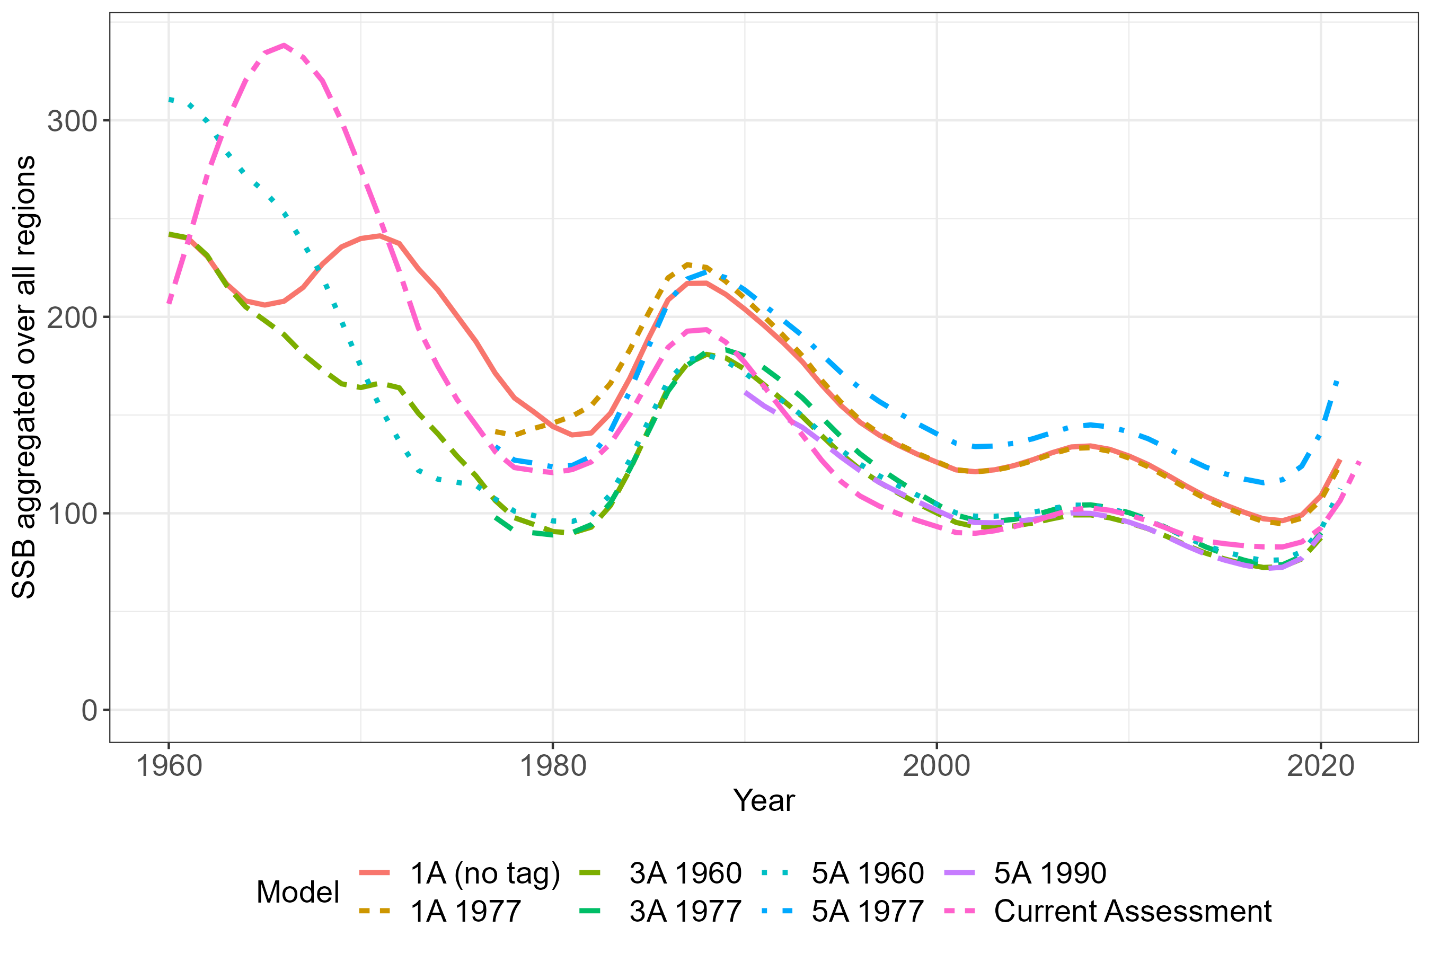 SSB aggregated over all regions
300
200
100
0
1960 1980 2000 2020
Year
Model
1A (no tag) 3A 1960 5A 1960 5A 1990
1A 1977 3A 1977 5A 1977 Current Assessment